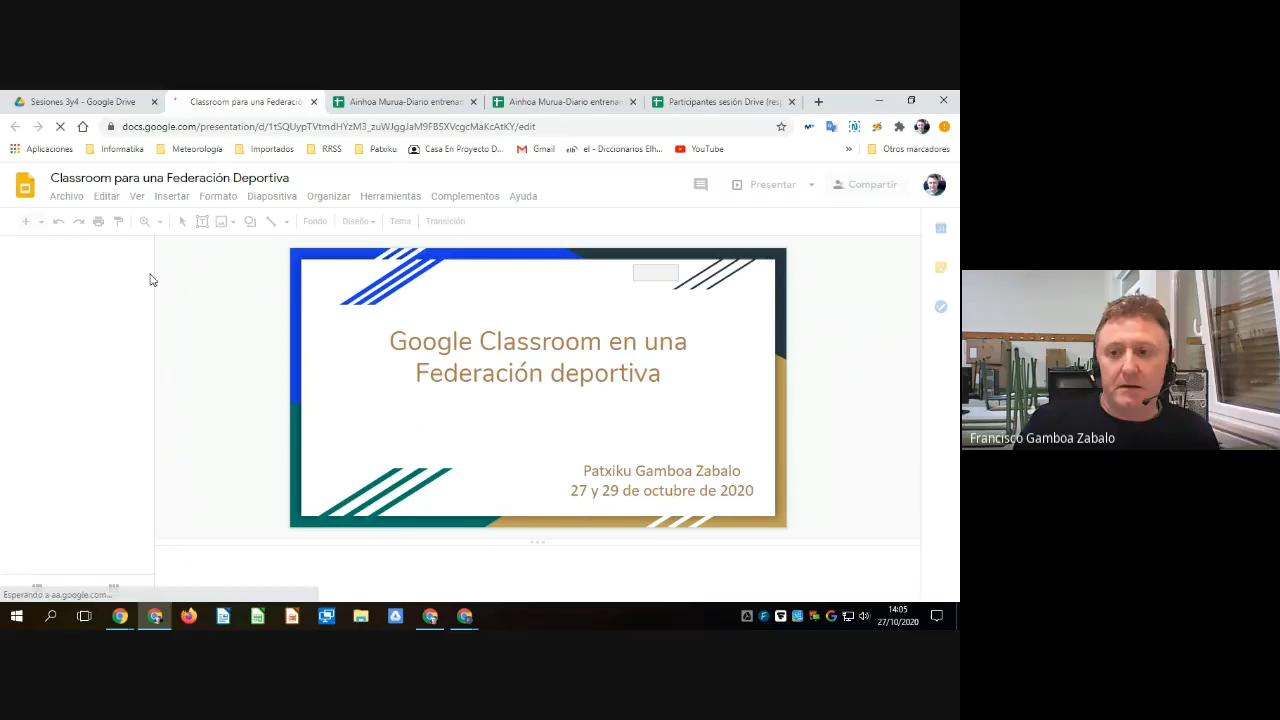 Sesiones 3y4 - Google Drive
Classroom para una Federació
Ainhoa Murua-Diario entrenan
Ainhoa Murua-Diario entrenan
Participantes sesión Drive (resp
docs.google.com/presentation/d/1tSQUypTVtmdHYzM3_zuWJggJaM9FB5XVcgcMaKcAtKY/edit
Aplicaciones
Informatika
Meteorología
Importados
RRSS
Patxiku
Casa En Proyecto D...
Gmail
el - Diccionarios Elh...
YouTube
»
Otros marcadores
Classroom para una Federación Deportiva
Archivo Editar Ver Insertar Formato Diapositiva Organizar Herramientas Complementos Ayuda
Presentar
Compartir
Fondo Diseño Tema Transición
Google Classroom en una
Federación deportiva
Patxiku Gamboa Zabalo
27 y 29 de octubre de 2020
Esperando a aa.google.com...
14:05
27/10/2020
Francisco Gamboa Zabalo